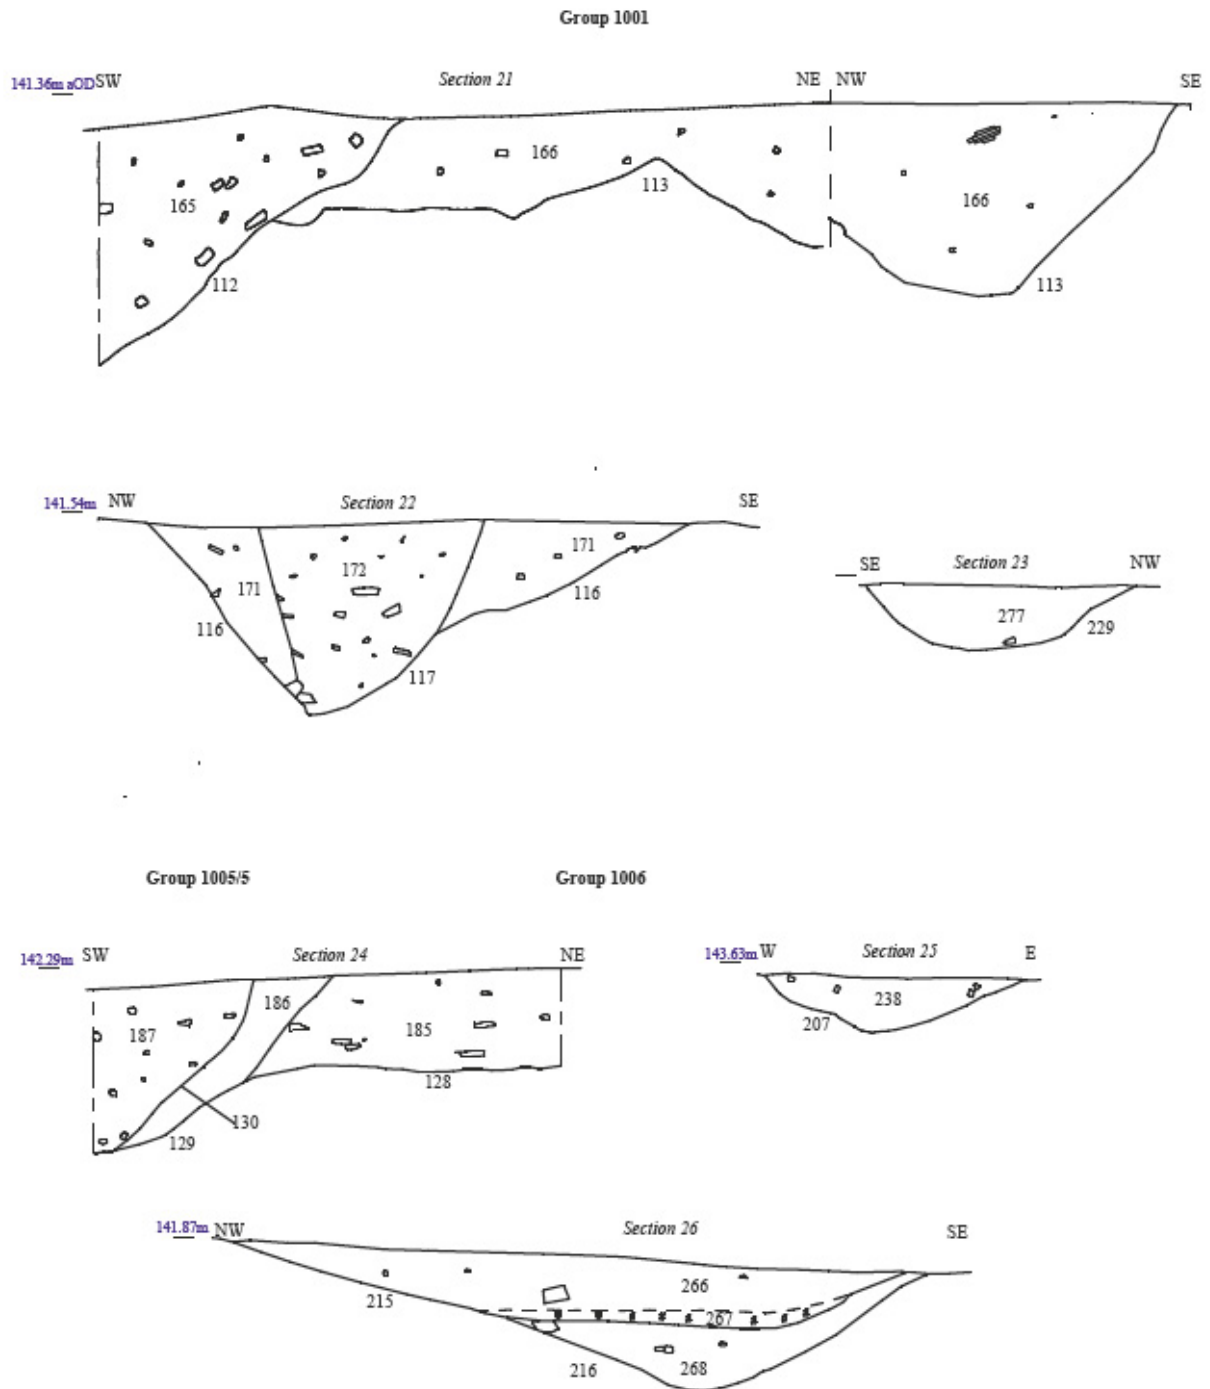 Group 1001
141.36m aOD SW Section 21 NE NW SE
166
165 113 166
112 113
141.54m NW Section 22 SE
171
171 172 116
116
117
SE Section 23 NW
277 229
Group 1005/5 Group 1006
142.29m SW Section 24 NE
186
187 185
128
130
129
143.63m W Section 25 E
238
207
141.87m NW Section 26 SE
266
215
267
216 268